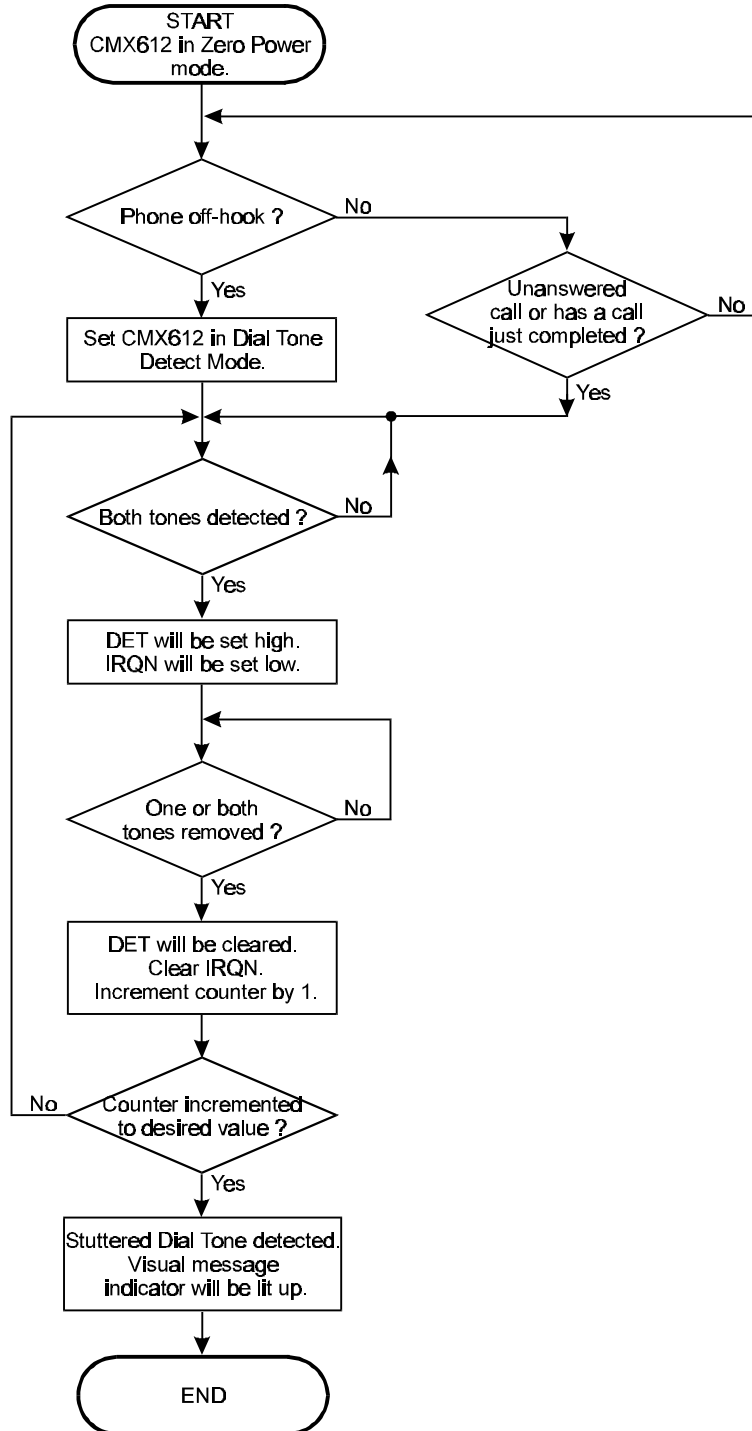 START
CMX612 in Zero Power
mode.
Phone off-hook ?
No
Yes
Unanswered
call or has a call
just completed ?
No
Yes
Set CMX612 in Dial Tone
Detect Mode.
Both tones detected ?
No
Yes
DET will be set high.
IRQN will be set low.
One or both
tones removed ?
No
Yes
DET will be cleared.
Clear IRQN.
Increment counter by 1.
No
Counter incremented
to desired value ?
Yes
Stuttered Dial Tone detected.
Visual message
indicator will be lit up.
END